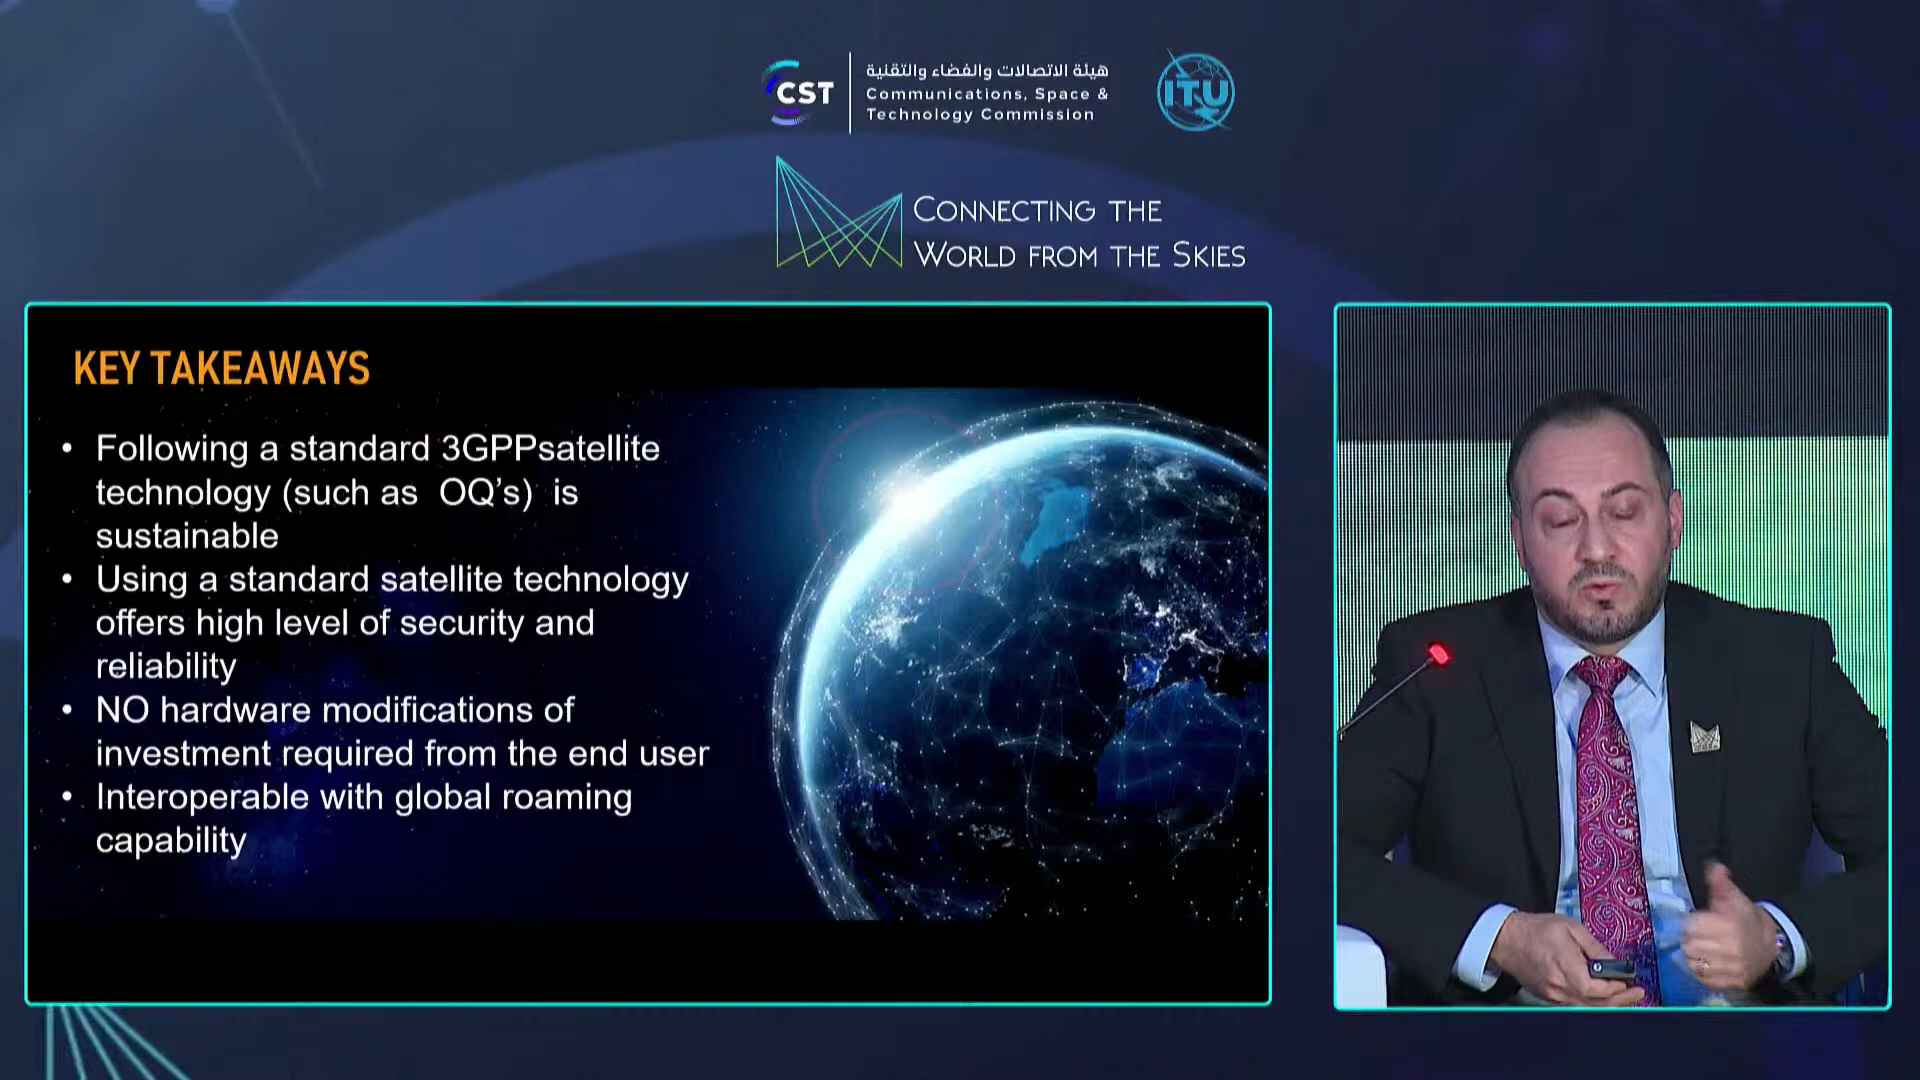 CST
هيئة الاتصالات والفضاء والتقنية
Communications, Space &
Technology Commission
ITU
CONNECTING THE
WORLD FROM THE SKIES
KEY TAKEAWAYS
• Following a standard 3GPPsatellite
technology (such as OQ’s) is
sustainable
• Using a standard satellite technology
offers high level of security and
reliability
• NO hardware modifications of
investment required from the end user
• Interoperable with global roaming
capability